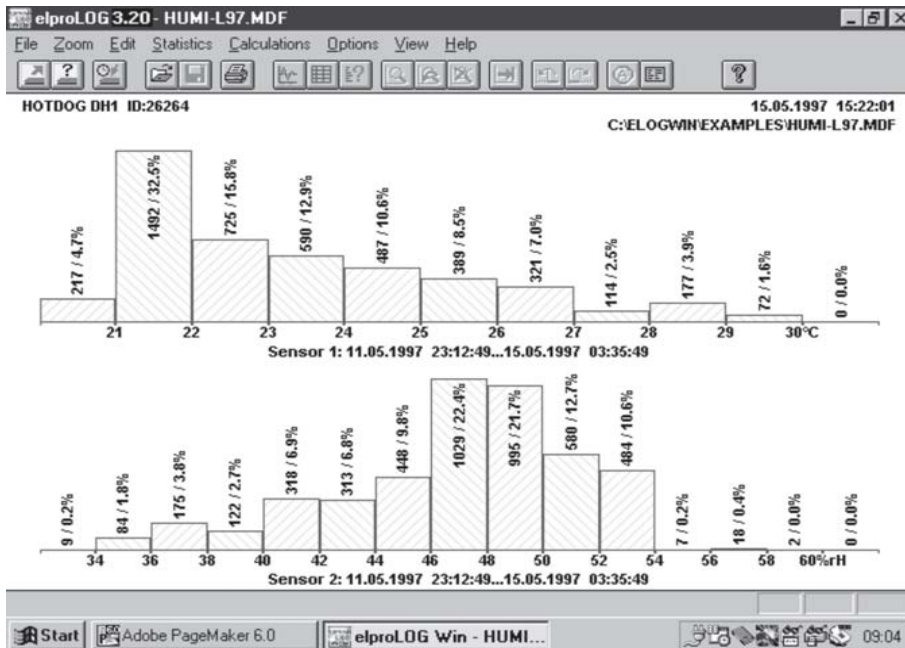 elproLOG 3.20 - HUMI-L97.MDF
File Zoom Edit Statistics Calculations Options View Help
HOTDOG DH1 ID:26264
15.05.1997 15:22:01
C:\ELOGWIN\EXAMPLES\HUMI-L97.MDF
217 / 4.7%
1492 / 32.5%
725 / 15.8%
590 / 12.9%
487 / 10.6%
389 / 8.5%
321 / 7.0%
114 / 2.5%
177 / 3.9%
72 / 1.6%
0 / 0.0%
21 22 23 24 25 26 27 28 29 30°C
Sensor 1: 11.05.1997 23:12:49...15.05.1997 03:35:49
9 / 0.2%
84 / 1.8%
175 / 3.8%
122 / 2.7%
318 / 6.9%
313 / 6.8%
448 / 9.8%
1029 / 22.4%
995 / 21.7%
580 / 12.7%
484 / 10.6%
7 / 0.2%
18 / 0.4%
2 / 0.0%
0 / 0.0%
34 36 38 40 42 44 46 48 50 52 54 56 58 60%rH
Sensor 2: 11.05.1997 23:12:49...15.05.1997 03:35:49
Start
Adobe PageMaker 6.0
elproLOG Win - HUMI...
09:04